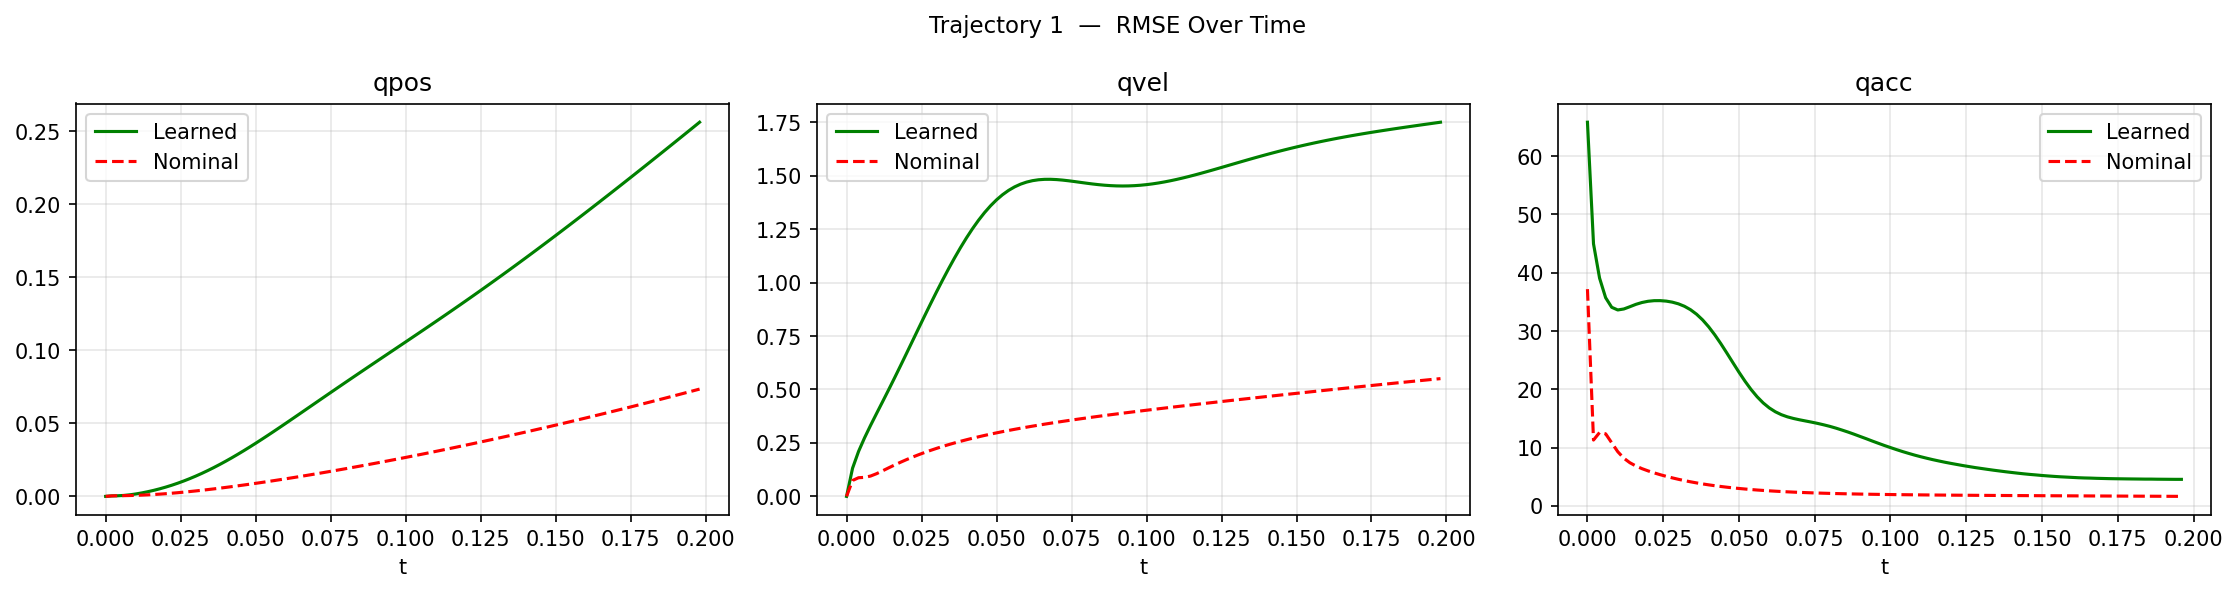 Trajectory 1 — RMSE Over Time
qpos
Learned
Nominal
0.25
0.20
0.15
0.10
0.05
0.00
0.000 0.025 0.050 0.075 0.100 0.125 0.150 0.175 0.200
t
qvel
Learned
Nominal
1.75
1.50
1.25
1.00
0.75
0.50
0.25
0.00
0.000 0.025 0.050 0.075 0.100 0.125 0.150 0.175 0.200
t
qacc
Learned
Nominal
60
50
40
30
20
10
0
0.000 0.025 0.050 0.075 0.100 0.125 0.150 0.175 0.200
t